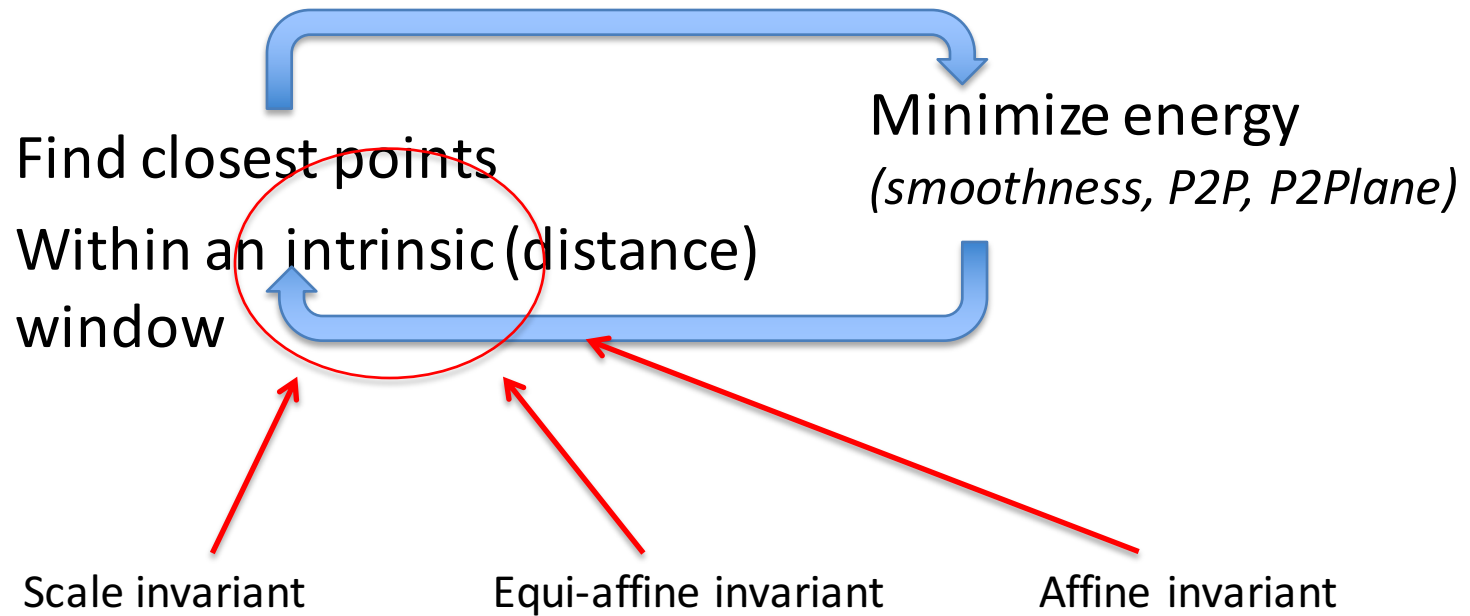 Find closest points
Within an intrinsic (distance)
window
Minimize energy
(smoothness, P2P, P2Plane)
Scale invariant
Equi-affine invariant
Affine invariant